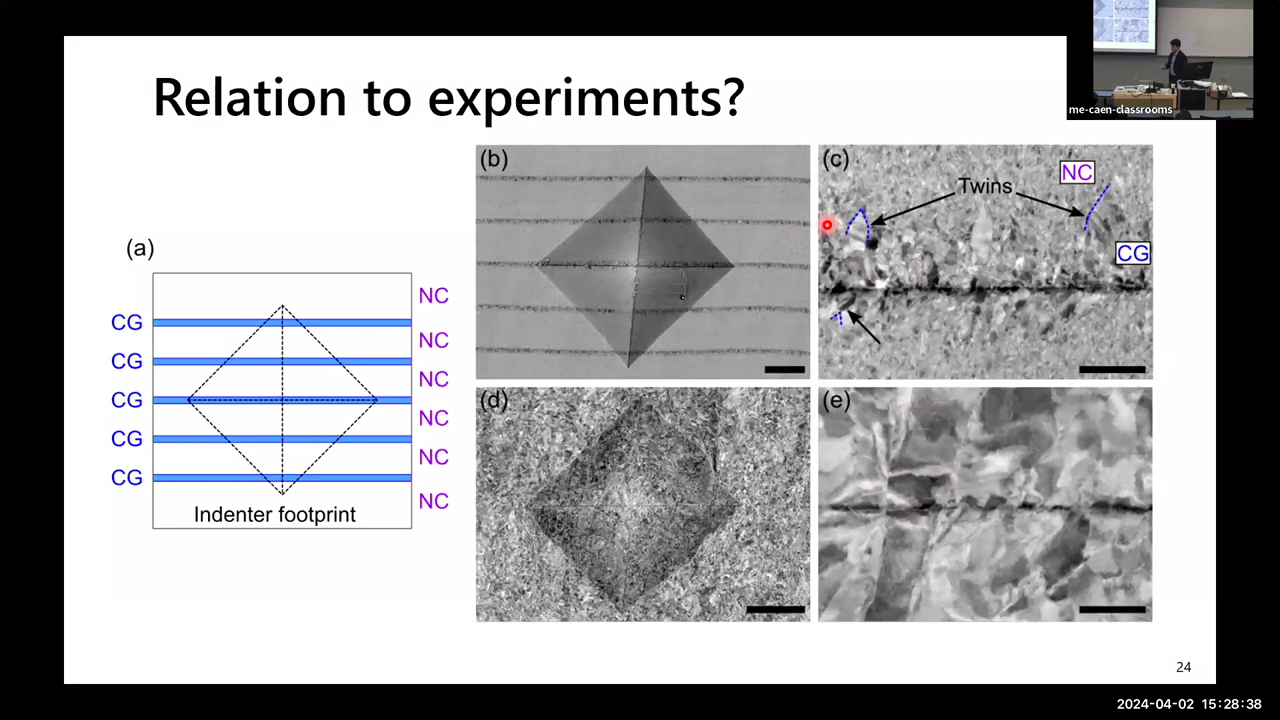 me-caen-classrooms
Relation to experiments?
(a)
CG
CG
CG
CG
CG
NC
NC
NC
NC
NC
NC
Indenter footprint
(b)
(c)
Twins
NC
CG
(d)
(e)
24
2024-04-02 15:28:38